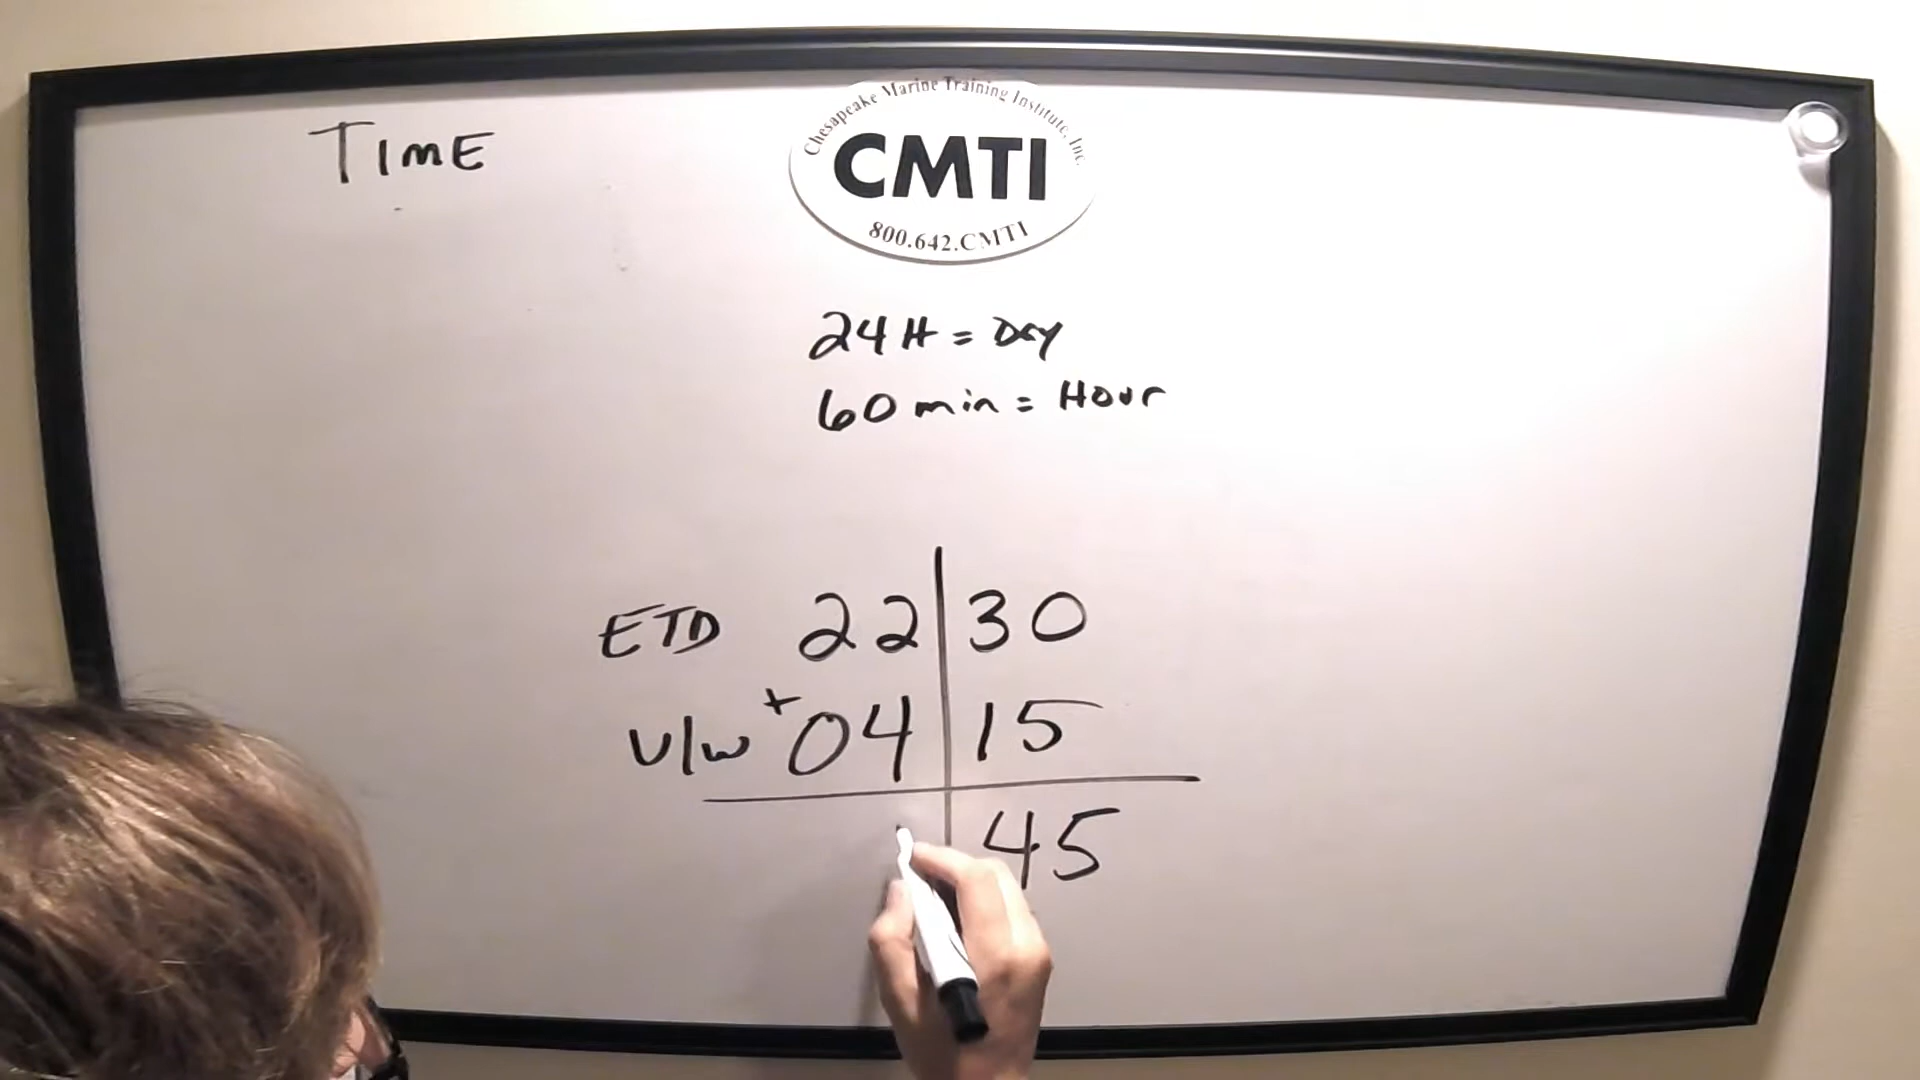 TIME
Chesapeake Marine Training Institute, Inc.
CMTI
800.642.CMTI
24 H = DAY
60 min = Hour
ETD 22 | 30
U/W + 04 | 15
45